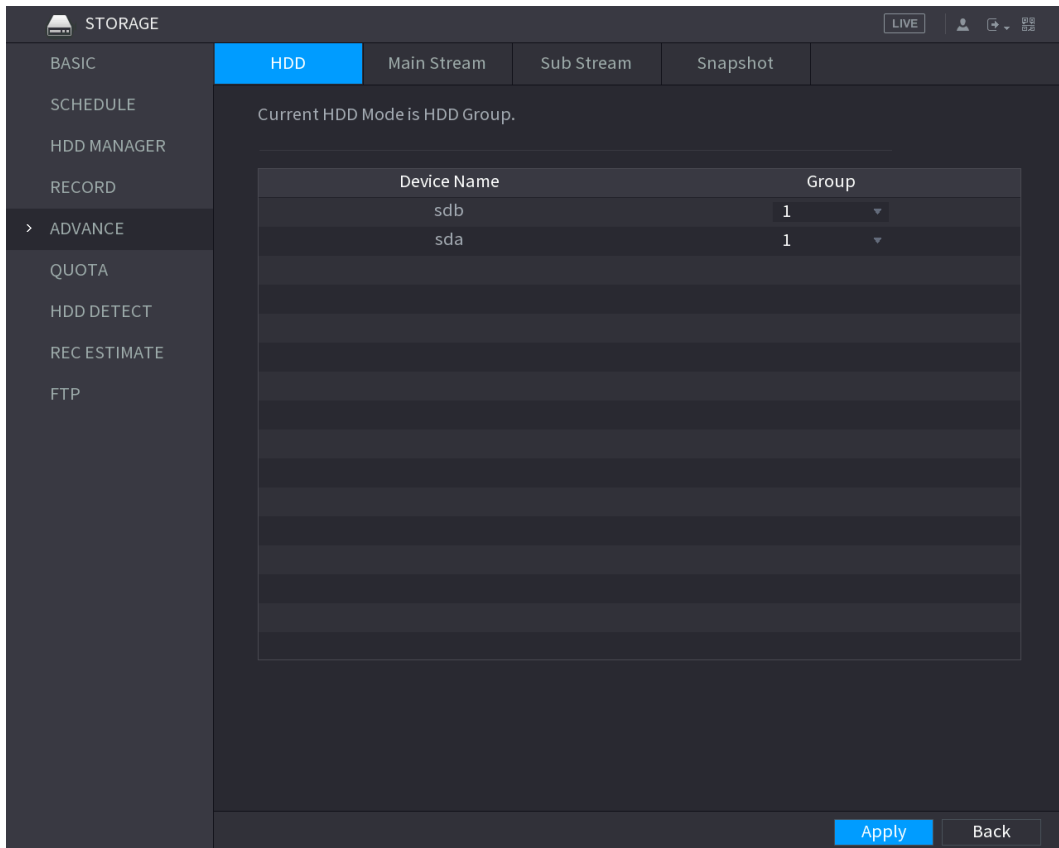 STORAGE
LIVE
BASIC
SCHEDULE
HDD MANAGER
RECORD
ADVANCE
QUOTA
HDD DETECT
REC ESTIMATE
FTP
HDD Main Stream Sub Stream Snapshot
Current HDD Mode is HDD Group.
Device Name Group
sdb 1
sda 1
Apply Back